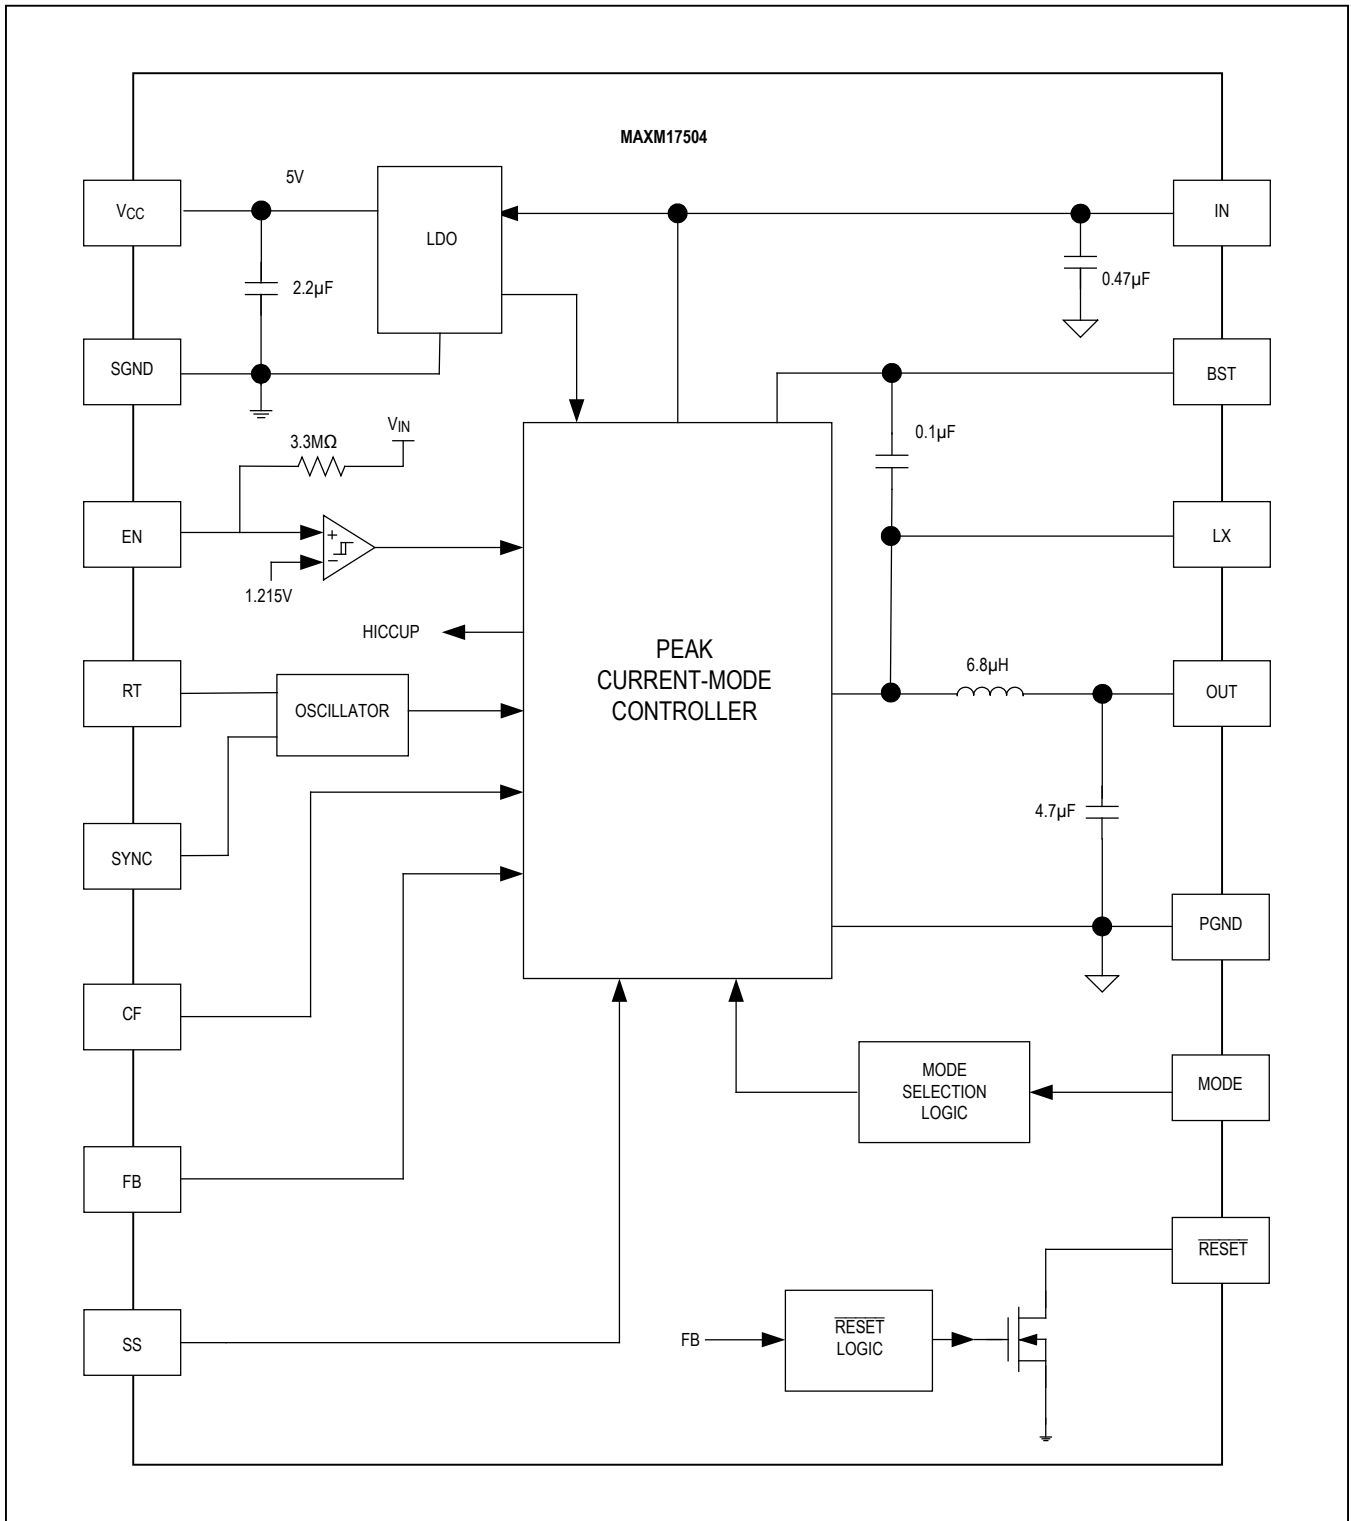 MAXM17504
VCC
5V
LDO
IN
2.2µF
0.47µF
SGND
BST
VIN
3.3MΩ
0.1µF
EN
+
−
LX
1.215V
HICCUP
PEAK
CURRENT-MODE
CONTROLLER
6.8µH
RT
OSCILLATOR
OUT
4.7µF
SYNC
PGND
CF
MODE
SELECTION
LOGIC
MODE
FB
RESET
FB
RESET
LOGIC
SS